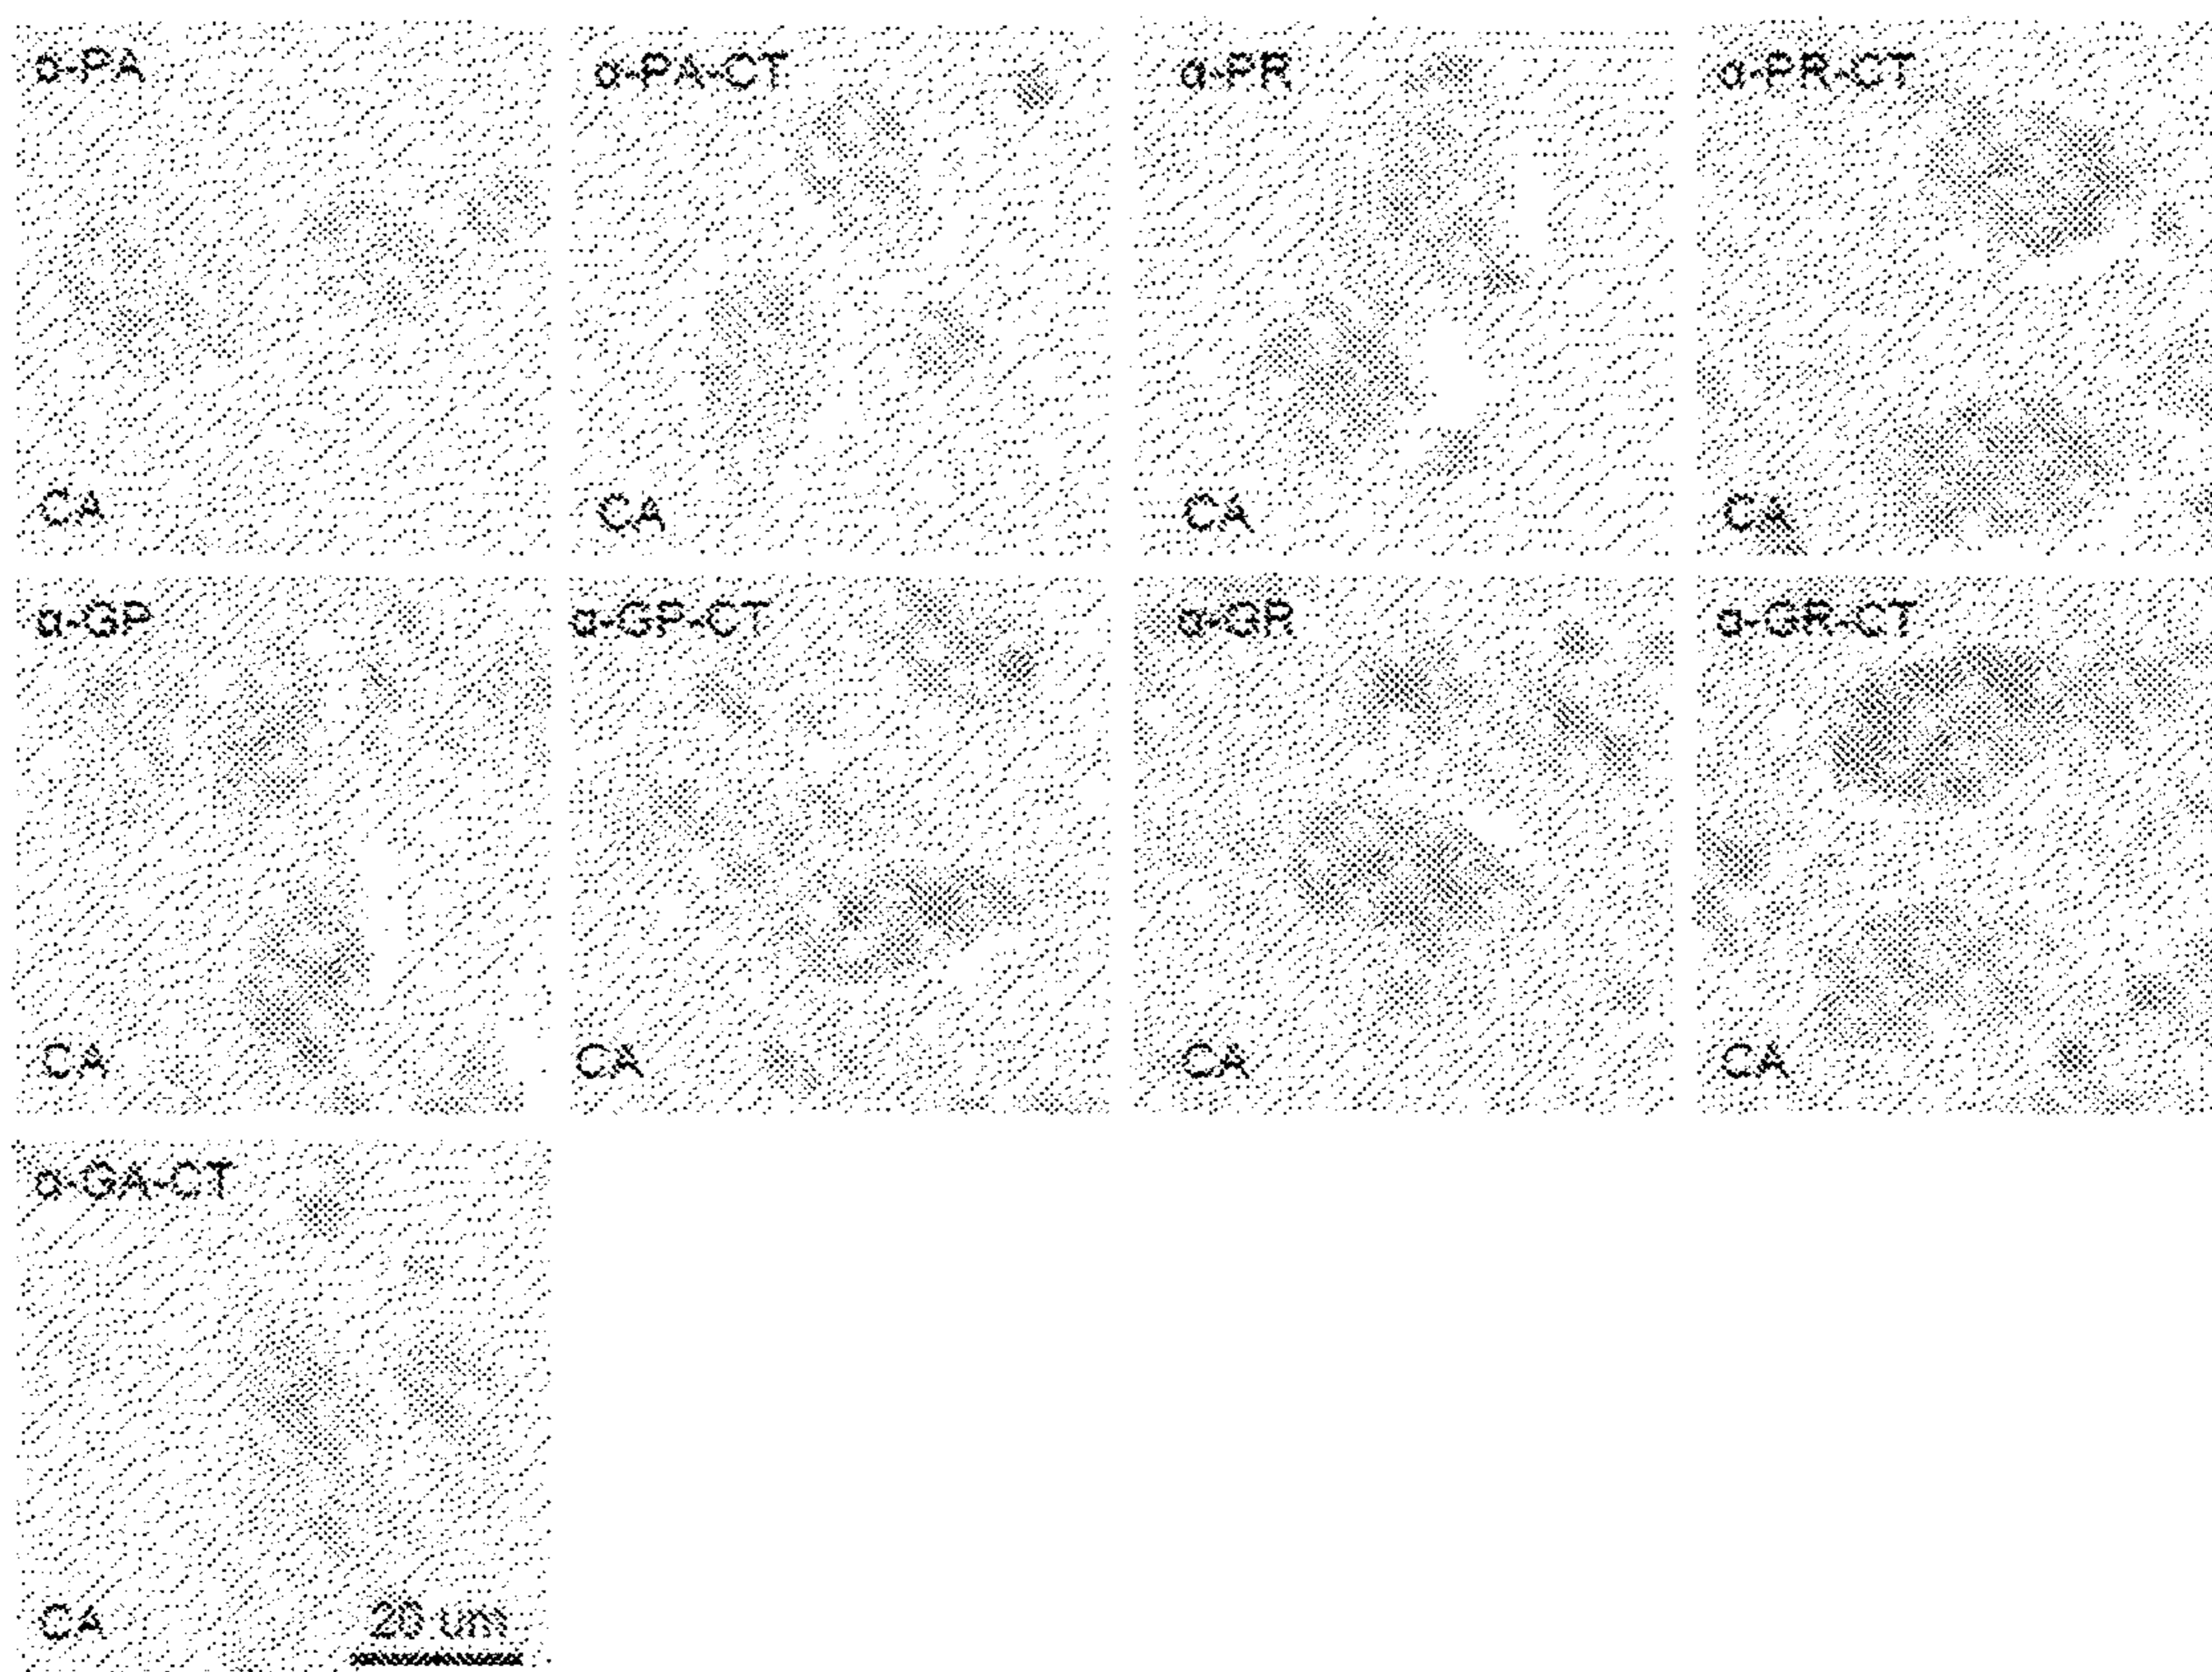 α-PA
α-PA-CT
α-PR
α-PR-CT
CA
CA
CA
CA
α-GP
α-GP-CT
α-GR
α-GR-CT
CA
CA
CA
CA
α-GA-CT
CA
20 um